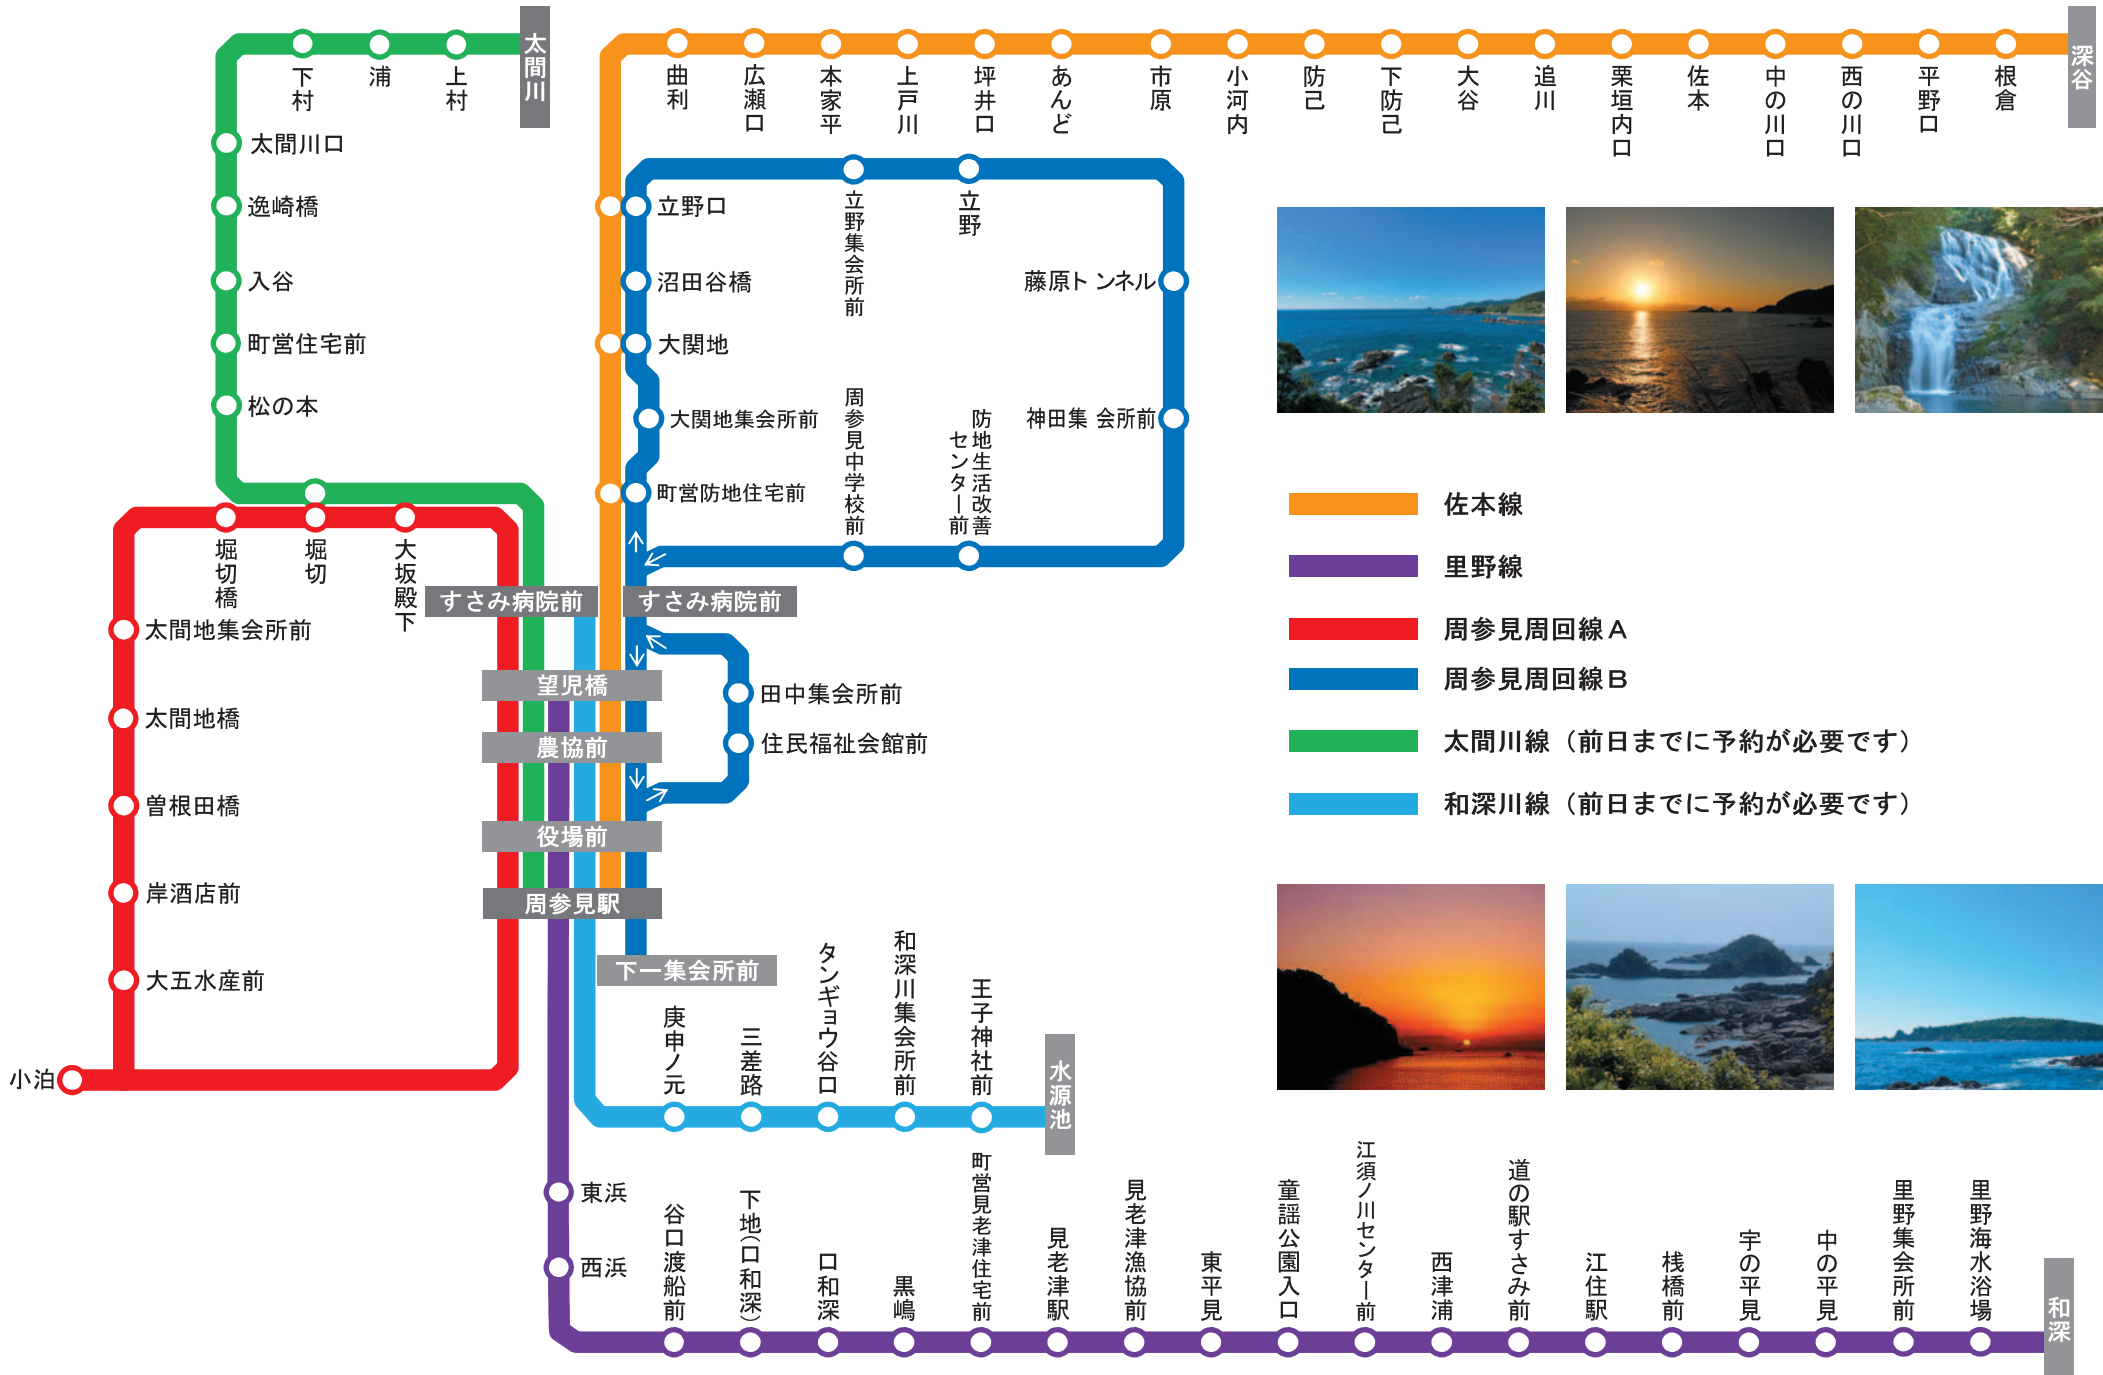 太間川
下村
浦
上村
太間川口
逸崎橋
入谷
町営住宅前
松の本
深谷
曲利
広瀬口
本家平
上戸川
坪井口
あんど
市原
小河内
防己
下防己
大谷
追川
栗垣内口
佐本
中の川口
西の川口
平野口
根倉
立野口
沼田谷橋
大関地
大関地集会所前
町営防地住宅前
立野集会所前
立野
藤原トンネル
神田集会所前
周参見中学校前
防地生活改善
センター前
堀切橋
堀切
大坂殿下
太間地集会所前
太間地橋
曽根田橋
岸酒店前
大五水産前
小泊
すさみ病院前
すさみ病院前
望児橋
農協前
役場前
周参見駅
下一集会所前
田中集会所前
住民福祉会館前
佐本線
里野線
周参見周回線A
周参見周回線B
太間川線（前日までに予約が必要です）
和深川線（前日までに予約が必要です）
庚申ノ元
三差路
タンギョウ谷口
和深川集会所前
王子神社前
水源池
東浜
西浜
谷口渡船前
下地（口和深）
口和深
黒嶋
町営見老津住宅前
見老津駅
見老津漁協前
東平見
童謡公園入口
江須ノ川センター前
西津浦
道の駅すさみ前
江住駅
桟橋前
宇の平見
中の平見
里野集会所前
里野海水浴場
和深